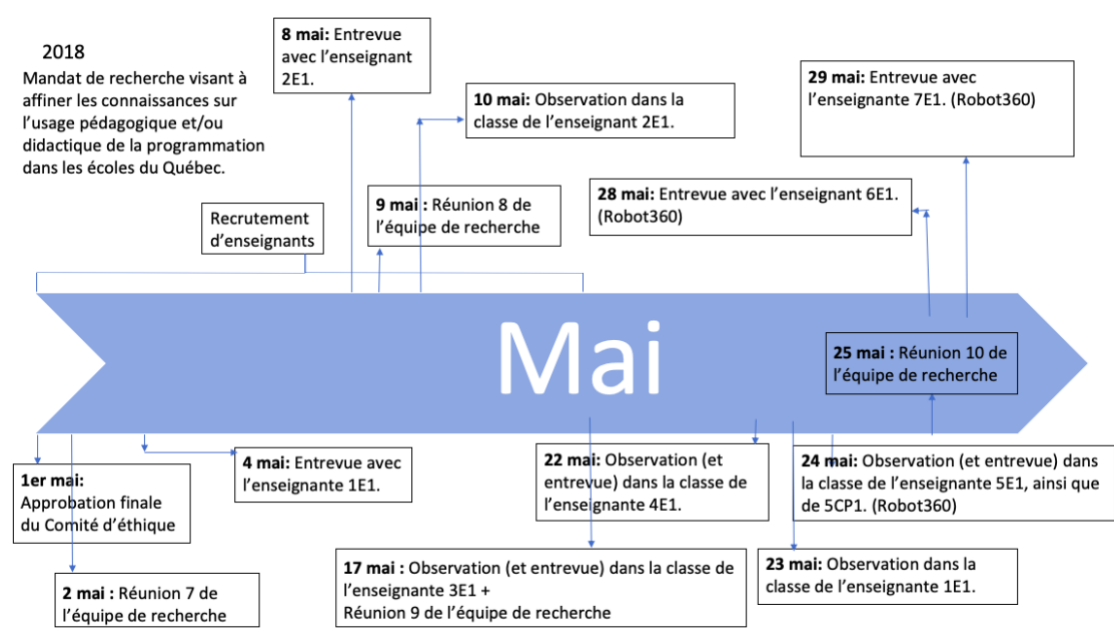 2018
Mandat de recherche visant à
affiner les connaissances sur
l’usage pédagogique et/ou
didactique de la programmation
dans les écoles du Québec.
8 mai: Entrevue
avec l’enseignant
2E1.
10 mai: Observation dans la
classe de l’enseignant 2E1.
29 mai: Entrevue avec
l’enseignante 7E1. (Robot360)
28 mai: Entrevue avec l’enseignant 6E1.
(Robot360)
9 mai : Réunion 8 de
l’équipe de recherche
Recrutement
d’enseignants
Mai
25 mai : Réunion 10 de
l’équipe de recherche
1er mai:
Approbation finale
du Comité d’éthique
4 mai: Entrevue avec
l’enseignante 1E1.
22 mai: Observation (et
entrevue) dans la classe de
l’enseignante 4E1.
24 mai: Observation (et entrevue) dans
la classe de l’enseignante 5E1, ainsi que
de 5CP1. (Robot360)
2 mai : Réunion 7 de
l’équipe de recherche
17 mai : Observation (et entrevue) dans la classe de
l’enseignante 3E1 +
Réunion 9 de l’équipe de recherche
23 mai: Observation dans la
classe de l’enseignante 1E1.